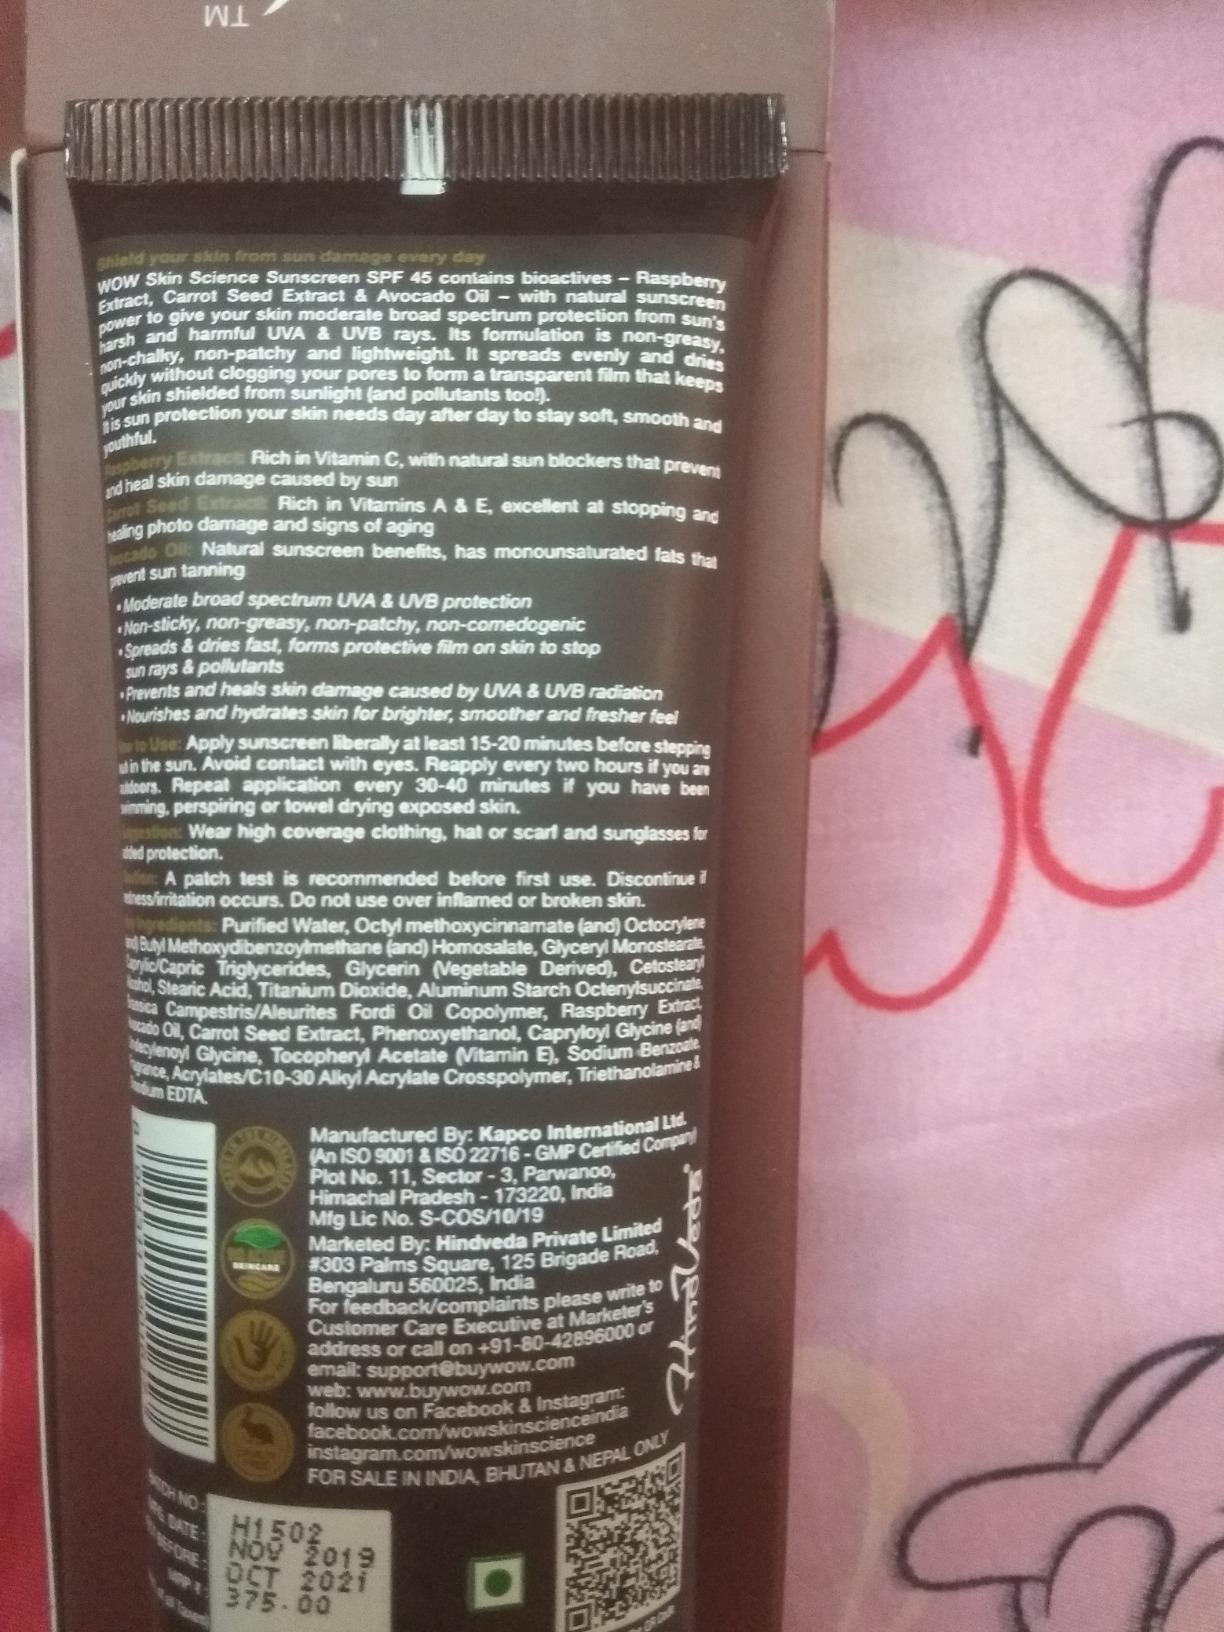 TM
Shield your skin from sun damage every day
WOW Skin Science Sunscreen SPF 45 contains bioactives – Raspberry
Extract, Carrot Seed Extract & Avocado Oil – with natural sunscreen
power to give your skin moderate broad spectrum protection from sun's
harsh and harmful UVA & UVB rays. Its formulation is non-greasy,
non-chalky, non-patchy and lightweight. It spreads evenly and dries
quickly without clogging your pores to form a transparent film that keeps
your skin shielded from sunlight (and pollutants too!).
It is sun protection your skin needs day after day to stay soft, smooth and
youthful.
Raspberry Extract: Rich in Vitamin C, with natural sun blockers that prevent
and heal skin damage caused by sun
Carrot Seed Extract: Rich in Vitamins A & E, excellent at stopping and
healing photo damage and signs of aging
Avocado Oil: Natural sunscreen benefits, has monounsaturated fats that
prevent sun tanning
• Moderate broad spectrum UVA & UVB protection
• Non-sticky, non-greasy, non-patchy, non-comedogenic
• Spreads & dries fast, forms protective film on skin to stop
sun rays & pollutants
• Prevents and heals skin damage caused by UVA & UVB radiation
• Nourishes and hydrates skin for brighter, smoother and fresher feel
to Use: Apply sunscreen liberally at least 15-20 minutes before stepping
in the sun. Avoid contact with eyes. Reapply every two hours if you are
Repeat application every 30-40 minutes if you have been
perspiring or towel drying exposed skin.
Wear high coverage clothing, hat or scarf and sunglasses for
protection.
A patch test is recommended before first use. Discontinue if
occurs. Do not use over inflamed or broken skin.
Ingredients: Purified Water, Octyl methoxycinnamate (and) Octocrylene
Butyl Methoxydibenzoylmethane (and) Homosalate, Glyceryl Monostearate,
Triglycerides, Glycerin (Vegetable Derived), Cetostearyl
Stearic Acid, Titanium Dioxide, Aluminum Starch Octenylsuccinate,
Campestris/Aleurites Fordi Oil Copolymer, Raspberry Extract,
Oil, Carrot Seed Extract, Phenoxyethanol, Capryloyl Glycine (and)
Glycine, Tocopheryl Acetate (Vitamin E), Sodium Benzoate,
Acrylates/C10-30 Alkyl Acrylate Crosspolymer, Triethanolamine &
EDTA.
Manufactured By: Kapco International Ltd.
(An ISO 9001 & ISO 22716 - GMP Certified Company)
Plot No. 11, Sector - 3, Parwanoo,
Himachal Pradesh - 173220, India
Mfg Lic No. S-COS/10/19
Marketed By: Hindveda Private Limited
#303 Palms Square, 125 Brigade Road,
Bengaluru 560025, India
For feedback/complaints please write to
Customer Care Executive at Marketer's
address or call on +91-80-42896000 or
email: support@buywow.com
web: www.buywow.com
follow us on Facebook & Instagram:
facebook.com/wowskinscienceindia
instagram.com/wowskinscience
FOR SALE IN INDIA, BHUTAN & NEPAL ONLY
HindVeda
SKINCARE
BATCH NO.: H1502
DATE: NOV 2019
BEFORE: OCT 2021
375.00